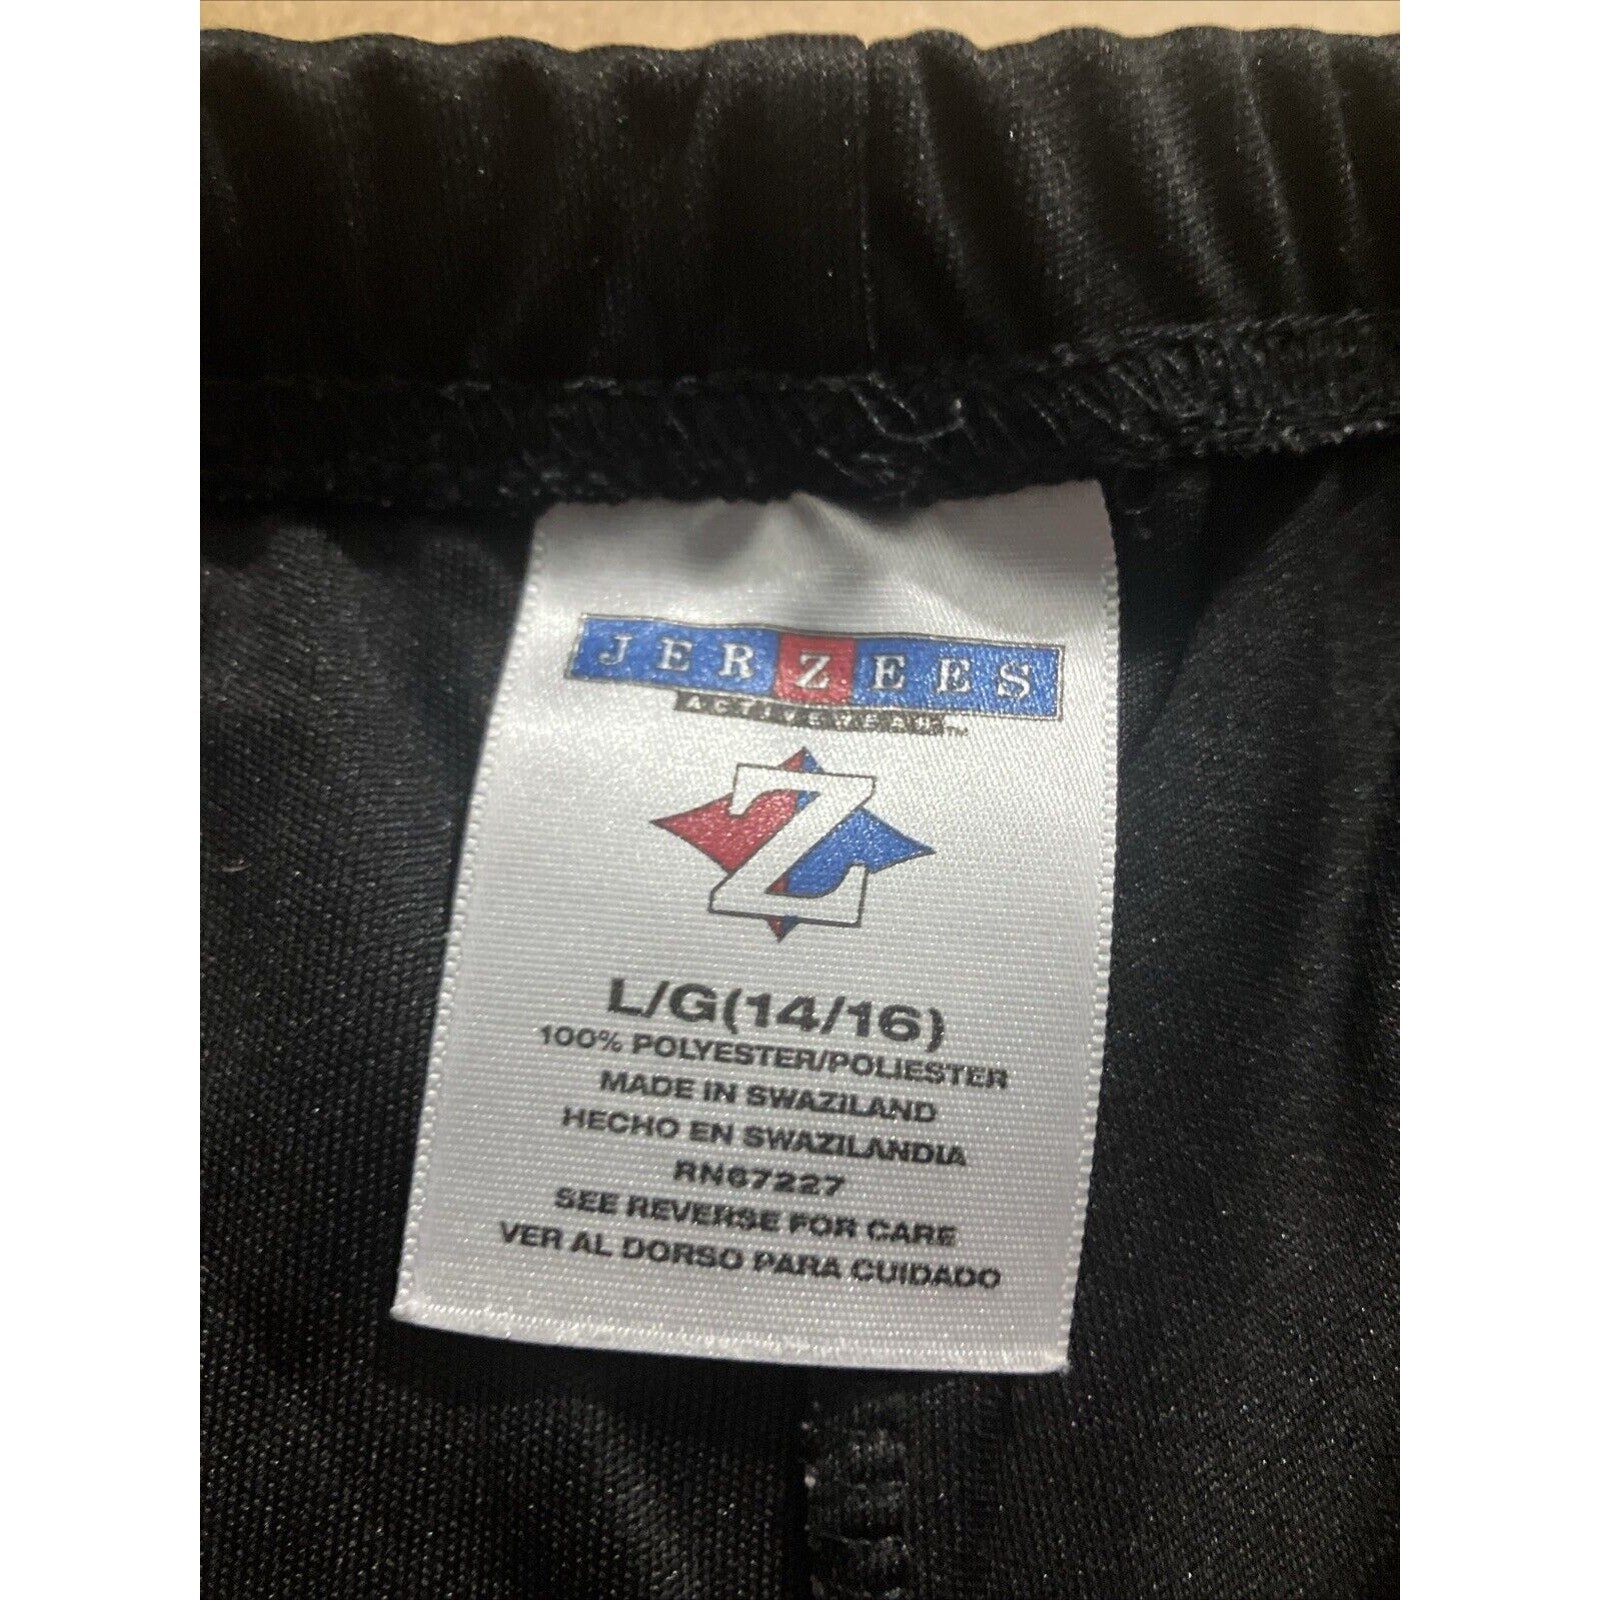 JERZEES
ACTIVEWEAR™
Z
L/G(14/16)
100% POLYESTER/POLIESTER
MADE IN SWAZILAND
HECHO EN SWAZILANDIA
RN67227
SEE REVERSE FOR CARE
VER AL DORSO PARA CUIDADO